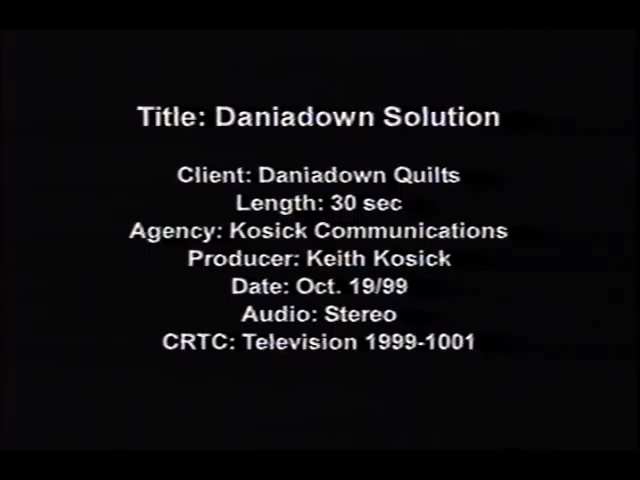 Title: Daniadown Solution
Client: Daniadown Quilts
Length: 30 sec
Agency: Kosick Communications
Producer: Keith Kosick
Date: Oct. 19/99
Audio: Stereo
CRTC: Television 1999-1001